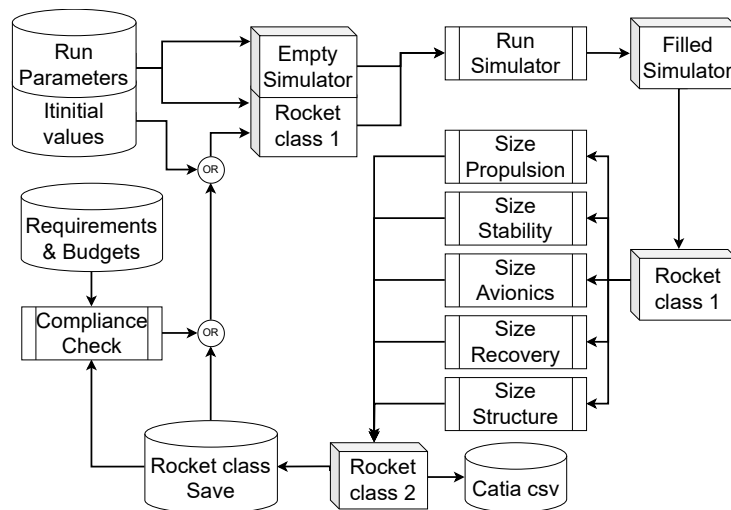 Run
Parameters
Itinitial
values
Empty
Simulator
Rocket
class 1
Run
Simulator
Filled
Simulator
OR
Size
Propulsion
Size
Stability
Size
Avionics
Size
Recovery
Size
Structure
Rocket
class 1
Requirements
& Budgets
Compliance
Check
OR
Rocket class
Save
Rocket
class 2
Catia csv